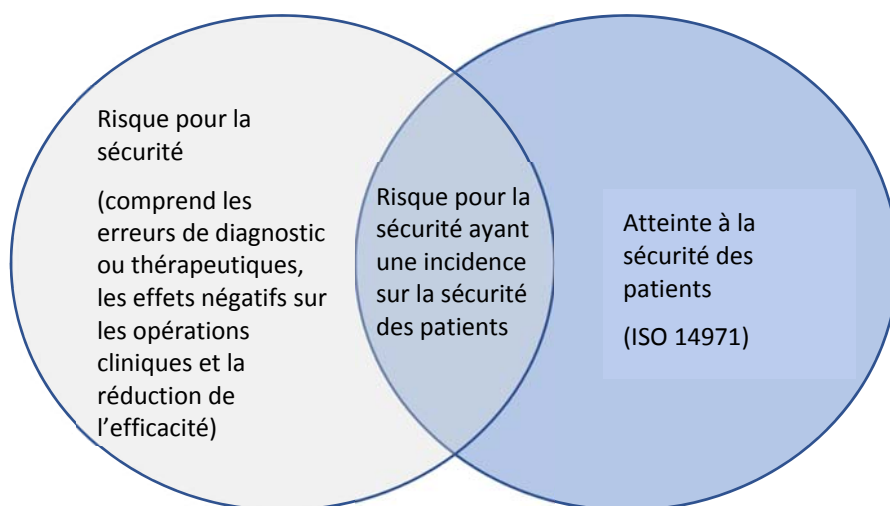 Risque pour la
sécurité
(comprend les
erreurs de diagnostic
ou thérapeutiques,
les effets négatifs sur
les opérations
cliniques et la
réduction de
l’efficacité)
Risque pour la
sécurité ayant
une incidence
sur la sécurité
des patients
Atteinte à la
sécurité des
patients
(ISO 14971)